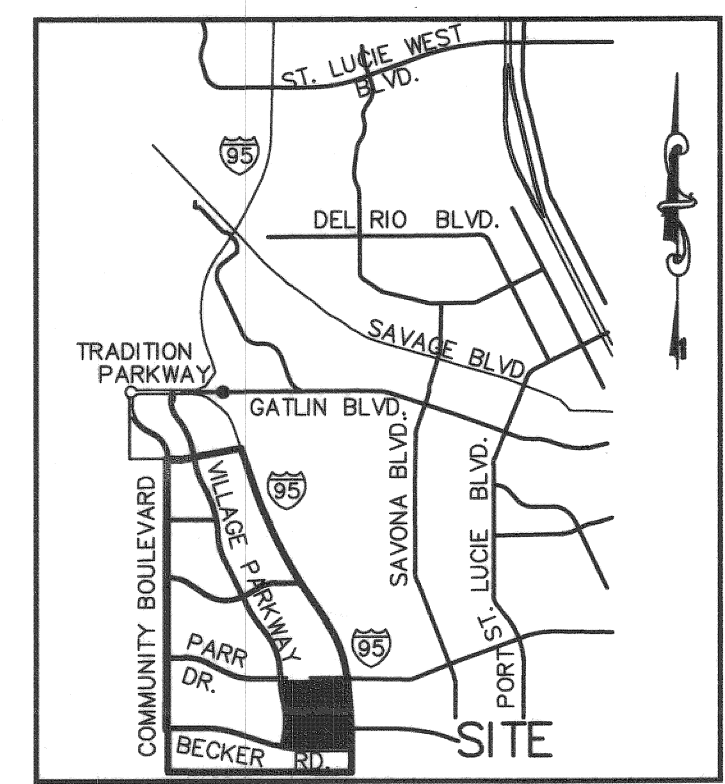 ST. LUCIE WEST
BLVD.
95
DEL RIO BLVD.
SAVAGE BLVD
TRADITION
PARKWAY
GATLIN BLVD.
SAVONA BLVD.
PORT ST. LUCIE BLVD.
95
VILLAGE PARKWAY
COMMUNITY BOULEVARD
95
PARR
DR.
BECKER RD.
SITE